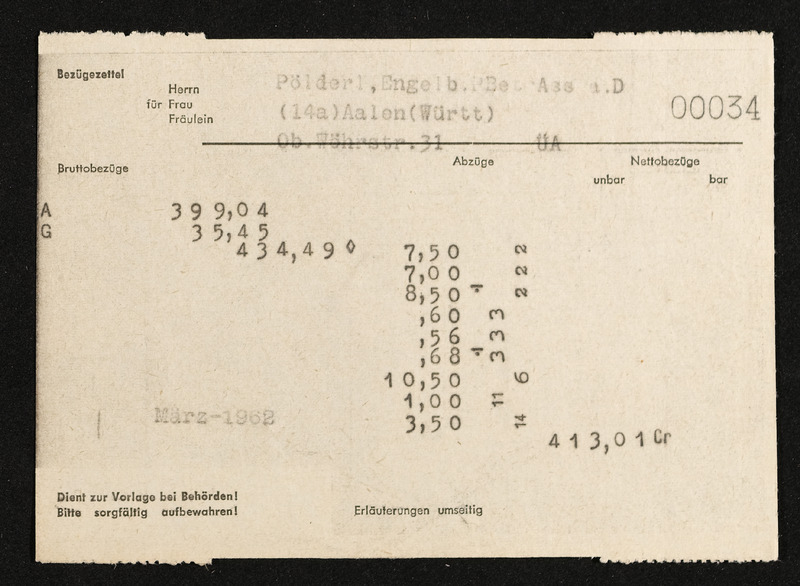 Bezügezettel
Herrn
für Frau
Fräulein
Pölderl, Engelb. Ass a.D
(14a)Aalen(Württ)
Ob.Wöhrstr.31 ÜA
00034
Bruttobezüge Abzüge Nettobezüge
unbar bar
A 399,04
G 35,45
434,49 ◊ 7,50 2
7,00 2
8,50 -* 2
,60 3
,56 3
,68 -* 3
10,50 6
1,00 11
3,50 14
März-1962
413,01 Cr
Dient zur Vorlage bei Behörden!
Bitte sorgfältig aufbewahren!
Erläuterungen umseitig